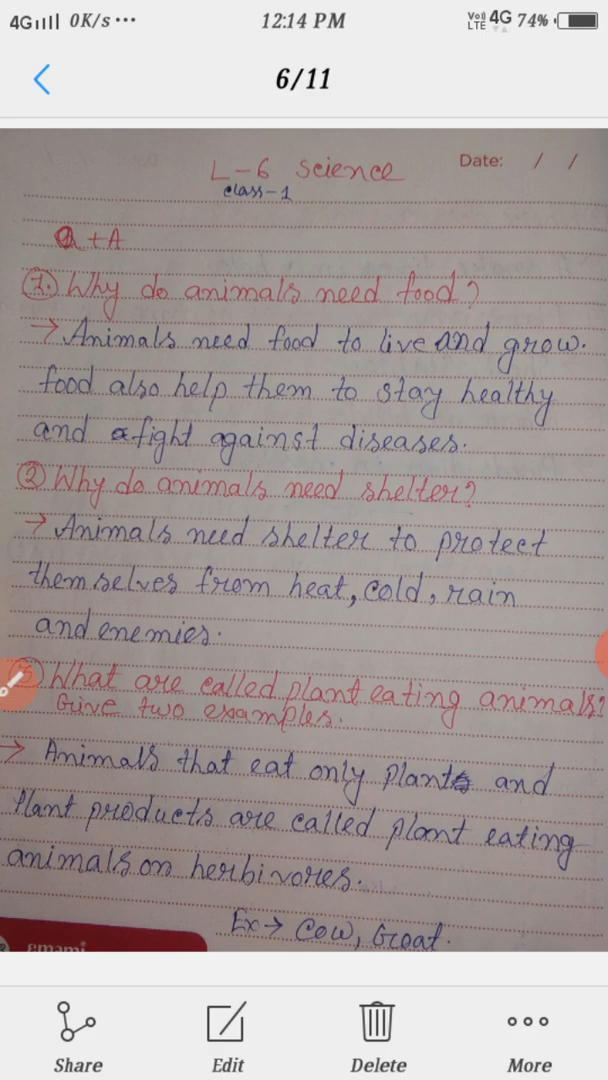 4G 0K/s ... 12:14 PM VoLTE 4G 74%
6/11
L-6 Science Date: / /
class-1
Q+A
1. Why do animals need food?
→ Animals need food to live and grow.
food also help them to stay healthy
and fight against diseases.
2 Why do animals need shelter?
→ Animals need shelter to protect
themselves from heat, cold, rain
and enemies.
3 What are called plant eating animals?
Give two examples.
→ Animals that eat only plants and
Plant products are called plant eating
animals or herbivores.
Ex → Cow, Goat.
emami
Share Edit Delete More